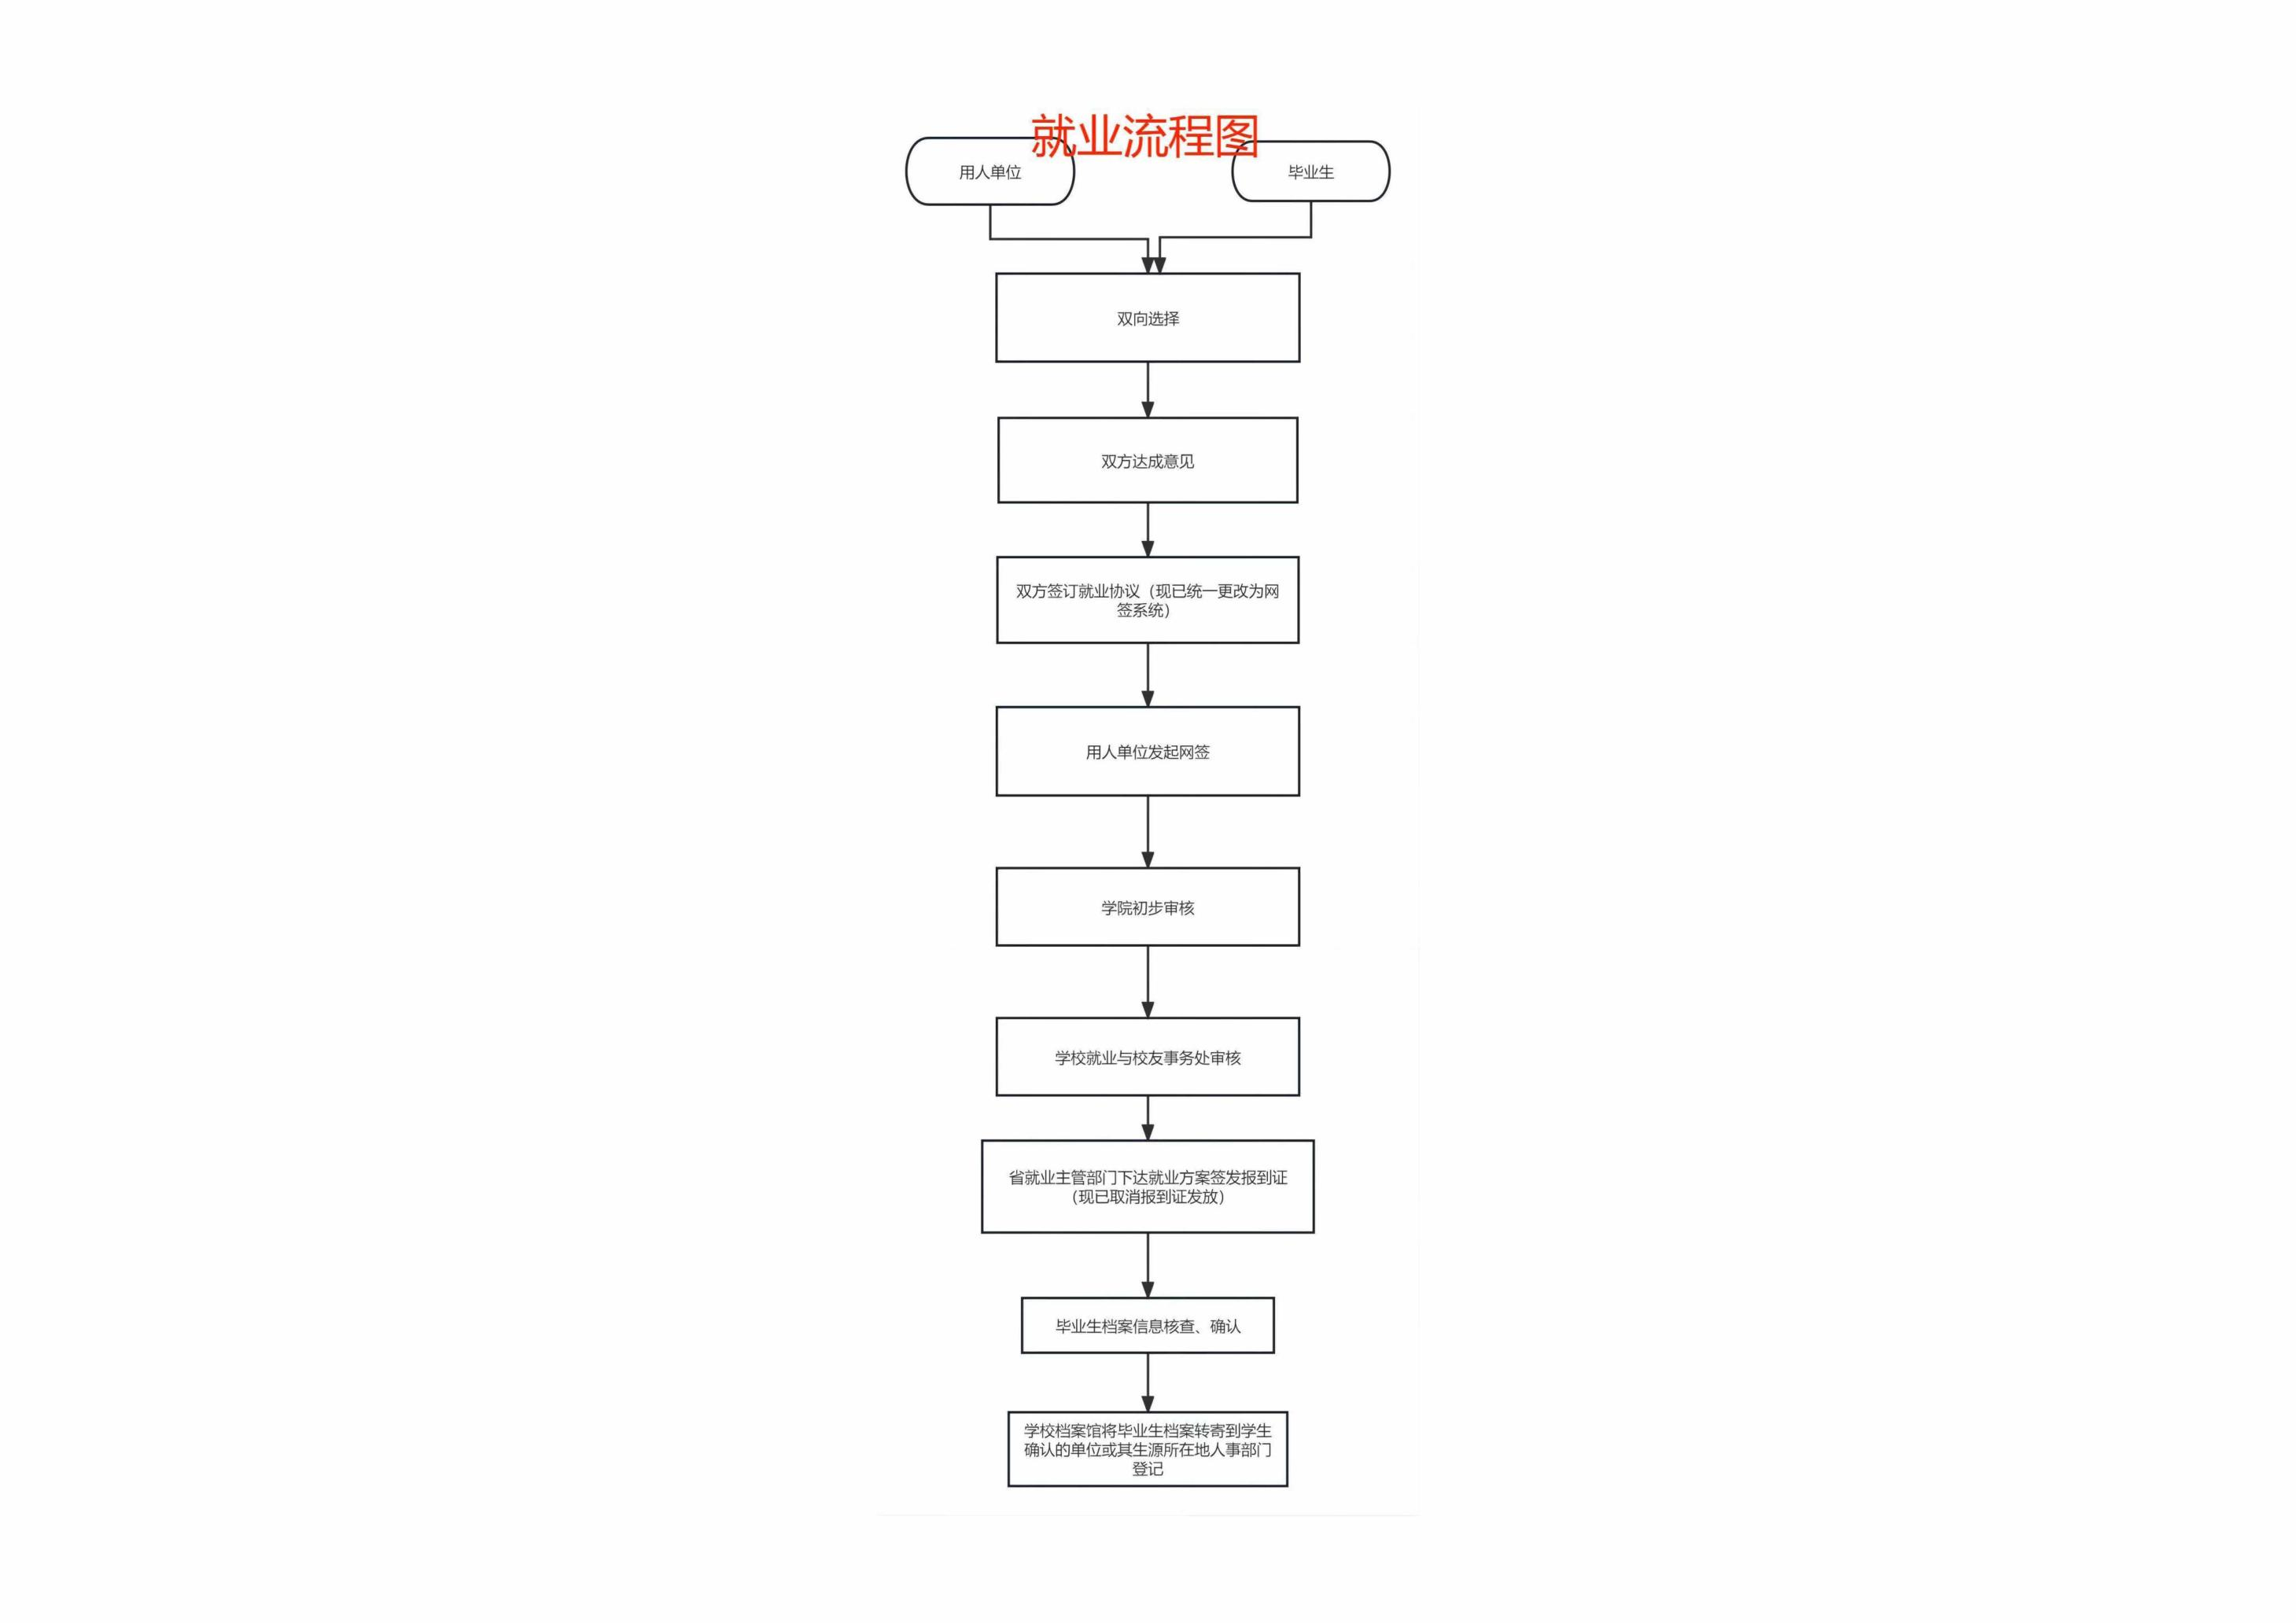 就业流程图
用人单位
毕业生
双向选择
双方达成意见
双方签订就业协议（现已统一更改为网
签系统）
用人单位发起网签
学院初步审核
学校就业与校友事务处审核
省就业主管部门下达就业方案签发报到证
（现已取消报到证发放）
毕业生档案信息核查、确认
学校档案馆将毕业生档案转寄到学生
确认的单位或其生源所在地人事部门
登记